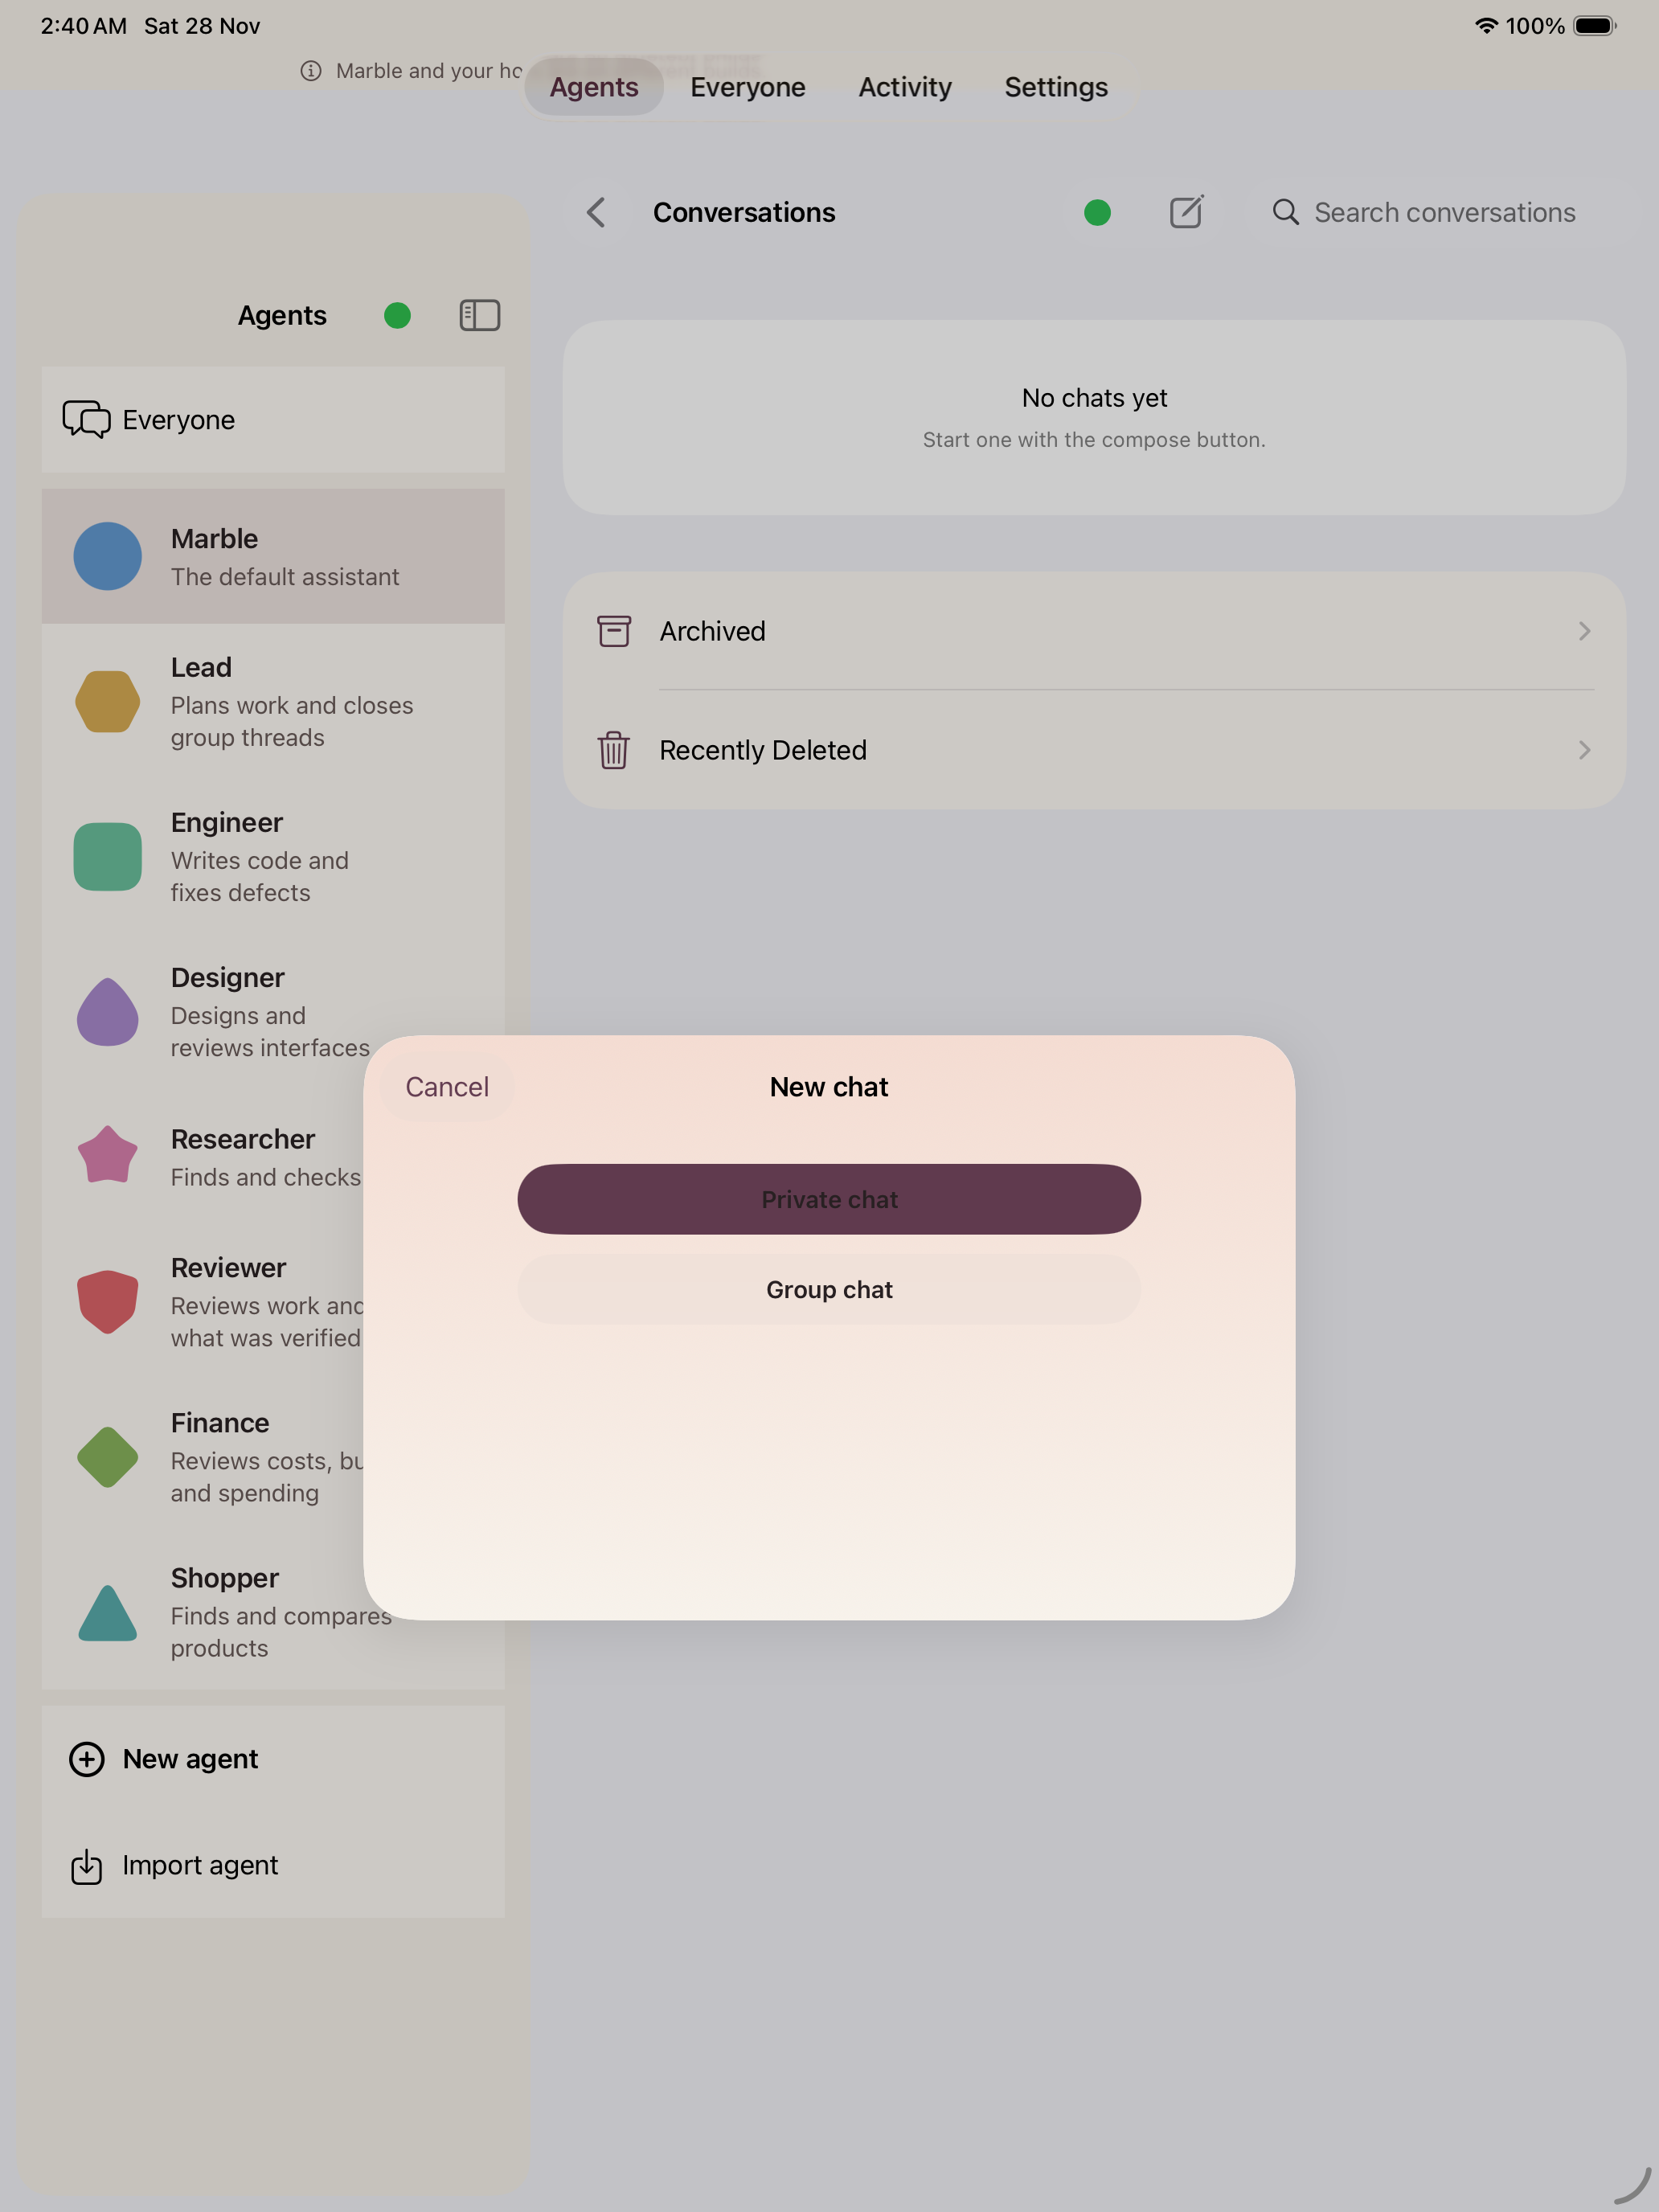 2:40 AM Sat 28 Nov
100%
Marble and your
Agents
Everyone
Activity
Settings
Conversations
Search conversations
Agents
Everyone
Marble
The default assistant
Lead
Plans work and closes
group threads
Engineer
Writes code and
fixes defects
Designer
Designs and
reviews interfaces
Researcher
Finds and checks
Reviewer
Reviews work and
what was verified
Finance
Reviews costs,
and spending
Shopper
Finds and compares
products
New agent
Import agent
No chats yet
Start one with the compose button.
Archived
Recently Deleted
Cancel
New chat
Private chat
Group chat